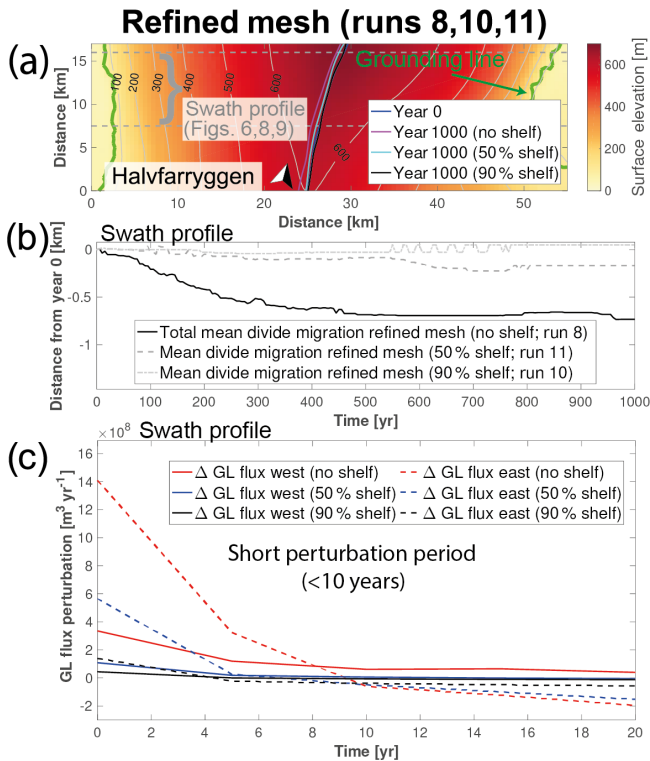 Refined mesh (runs 8,10,11)
(a)
Grounding line
100
200
300
400
500
600
600
500
400
300
Swath profile
(Figs. 6,8,9)
Halvfarryggen
Year 0
Year 1000 (no shelf)
Year 1000 (50 % shelf)
Year 1000 (90 % shelf)
15
10
5
0
Distance [km]
0 10 20 30 40 50
Distance [km]
600
400
200
0
Surface elevation [m]
(b)
Swath profile
0
-0.5
-1
Distance from year 0 [km]
Total mean divide migration refined mesh (no shelf; run 8)
Mean divide migration refined mesh (50 % shelf; run 11)
Mean divide migration refined mesh (90 % shelf; run 10)
0 100 200 300 400 500 600 700 800 900 1000
Time [yr]
(c)
×10⁸
Swath profile
16
14
12
10
8
6
4
2
0
-2
GL flux perturbation [m³ yr⁻¹]
Δ GL flux west (no shelf)
Δ GL flux west (50 % shelf)
Δ GL flux west (90 % shelf)
Δ GL flux east (no shelf)
Δ GL flux east (50 % shelf)
Δ GL flux east (90 % shelf)
Short perturbation period
(<10 years)
0 2 4 6 8 10 12 14 16 18 20
Time [yr]